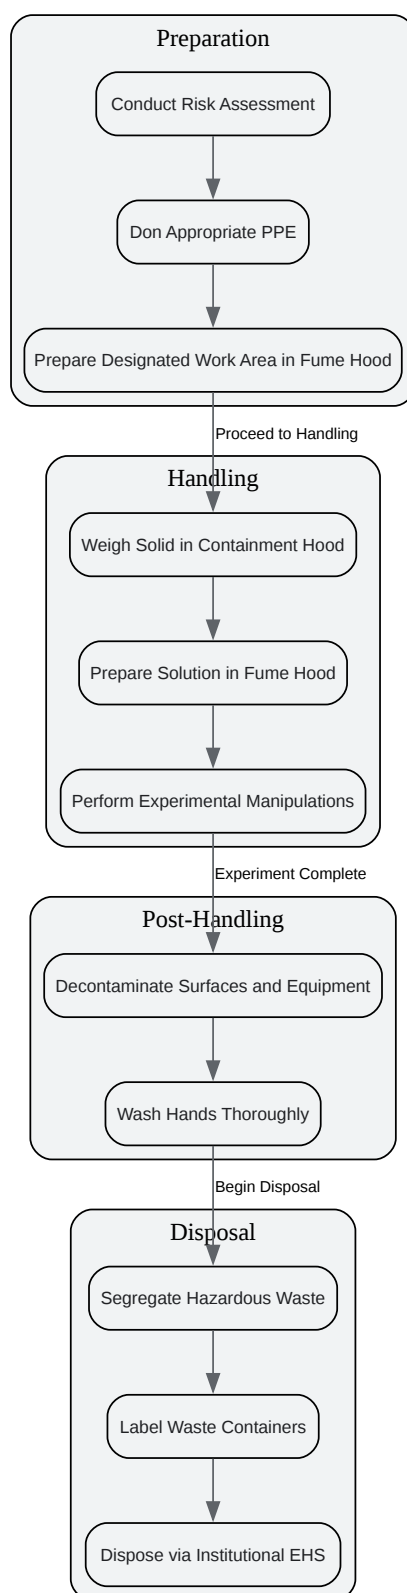 Preparation
Conduct Risk Assessment
Don Appropriate PPE
Prepare Designated Work Area in Fume Hood
Proceed to Handling
Handling
Weigh Solid in Containment Hood
Prepare Solution in Fume Hood
Perform Experimental Manipulations
Experiment Complete
Post-Handling
Decontaminate Surfaces and Equipment
Wash Hands Thoroughly
Begin Disposal
Disposal
Segregate Hazardous Waste
Label Waste Containers
Dispose via Institutional EHS